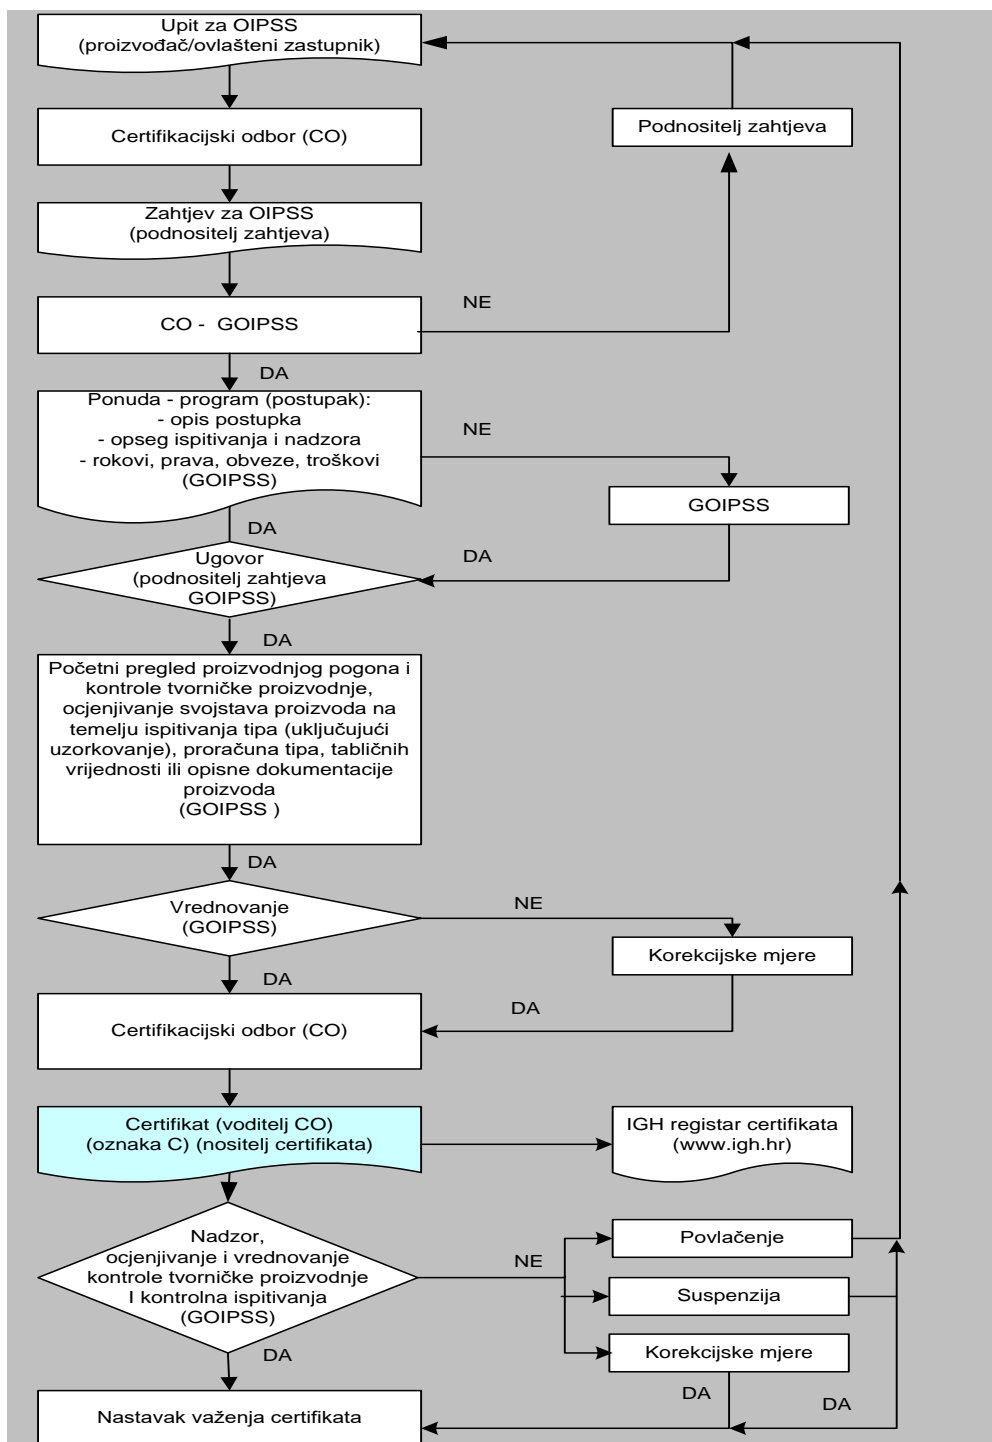 Upit za OIPSS
(proizvođač/ovlašteni zastupnik)
Certifikacijski odbor (CO)
Podnositelj zahtjeva
Zahtjev za OIPSS
(podnositelj zahtjeva)
NE
CO - GOIPSS
DA
Ponuda - program (postupak):
- opis postupka
- opseg ispitivanja i nadzora
- rokovi, prava, obveze, troškovi
(GOIPSS)
NE
GOIPSS
DA
Ugovor
(podnositelj zahtjeva
GOIPSS)
DA
DA
Početni pregled proizvodnjog pogona i
kontrole tvorničke proizvodnje,
ocjenjivanje svojstava proizvoda na
temelju ispitivanja tipa (uključujući
uzorkovanje), proračuna tipa, tabličnih
vrijednosti ili opisne dokumentacije
proizvoda
(GOIPSS )
DA
Vrednovanje
(GOIPSS)
NE
Korekcijske mjere
DA
DA
Certifikacijski odbor (CO)
Certifikat (voditelj CO)
(oznaka C) (nositelj certifikata)
IGH registar certifikata
(www.igh.hr)
Nadzor,
ocjenjivanje i vrednovanje
kontrole tvorničke proizvodnje
I kontrolna ispitivanja
(GOIPSS)
NE
Povlačenje
Suspenzija
Korekcijske mjere
DA
DA
DA
Nastavak važenja certifikata